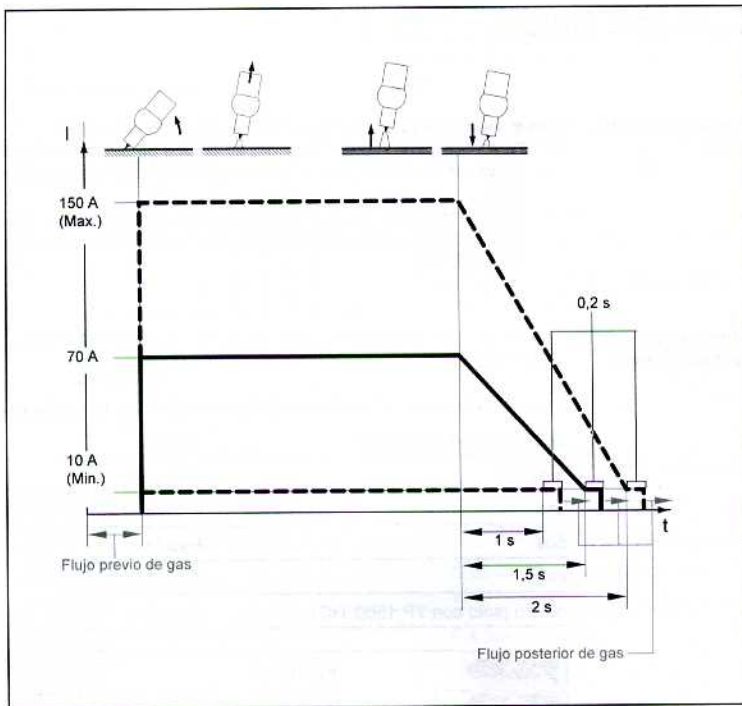 I
150 A
(Max.)
0,2 s
70 A
10 A
(Min.)
t
1 s
Flujo previo de gas
1,5 s
2 s
Flujo posterior de gas